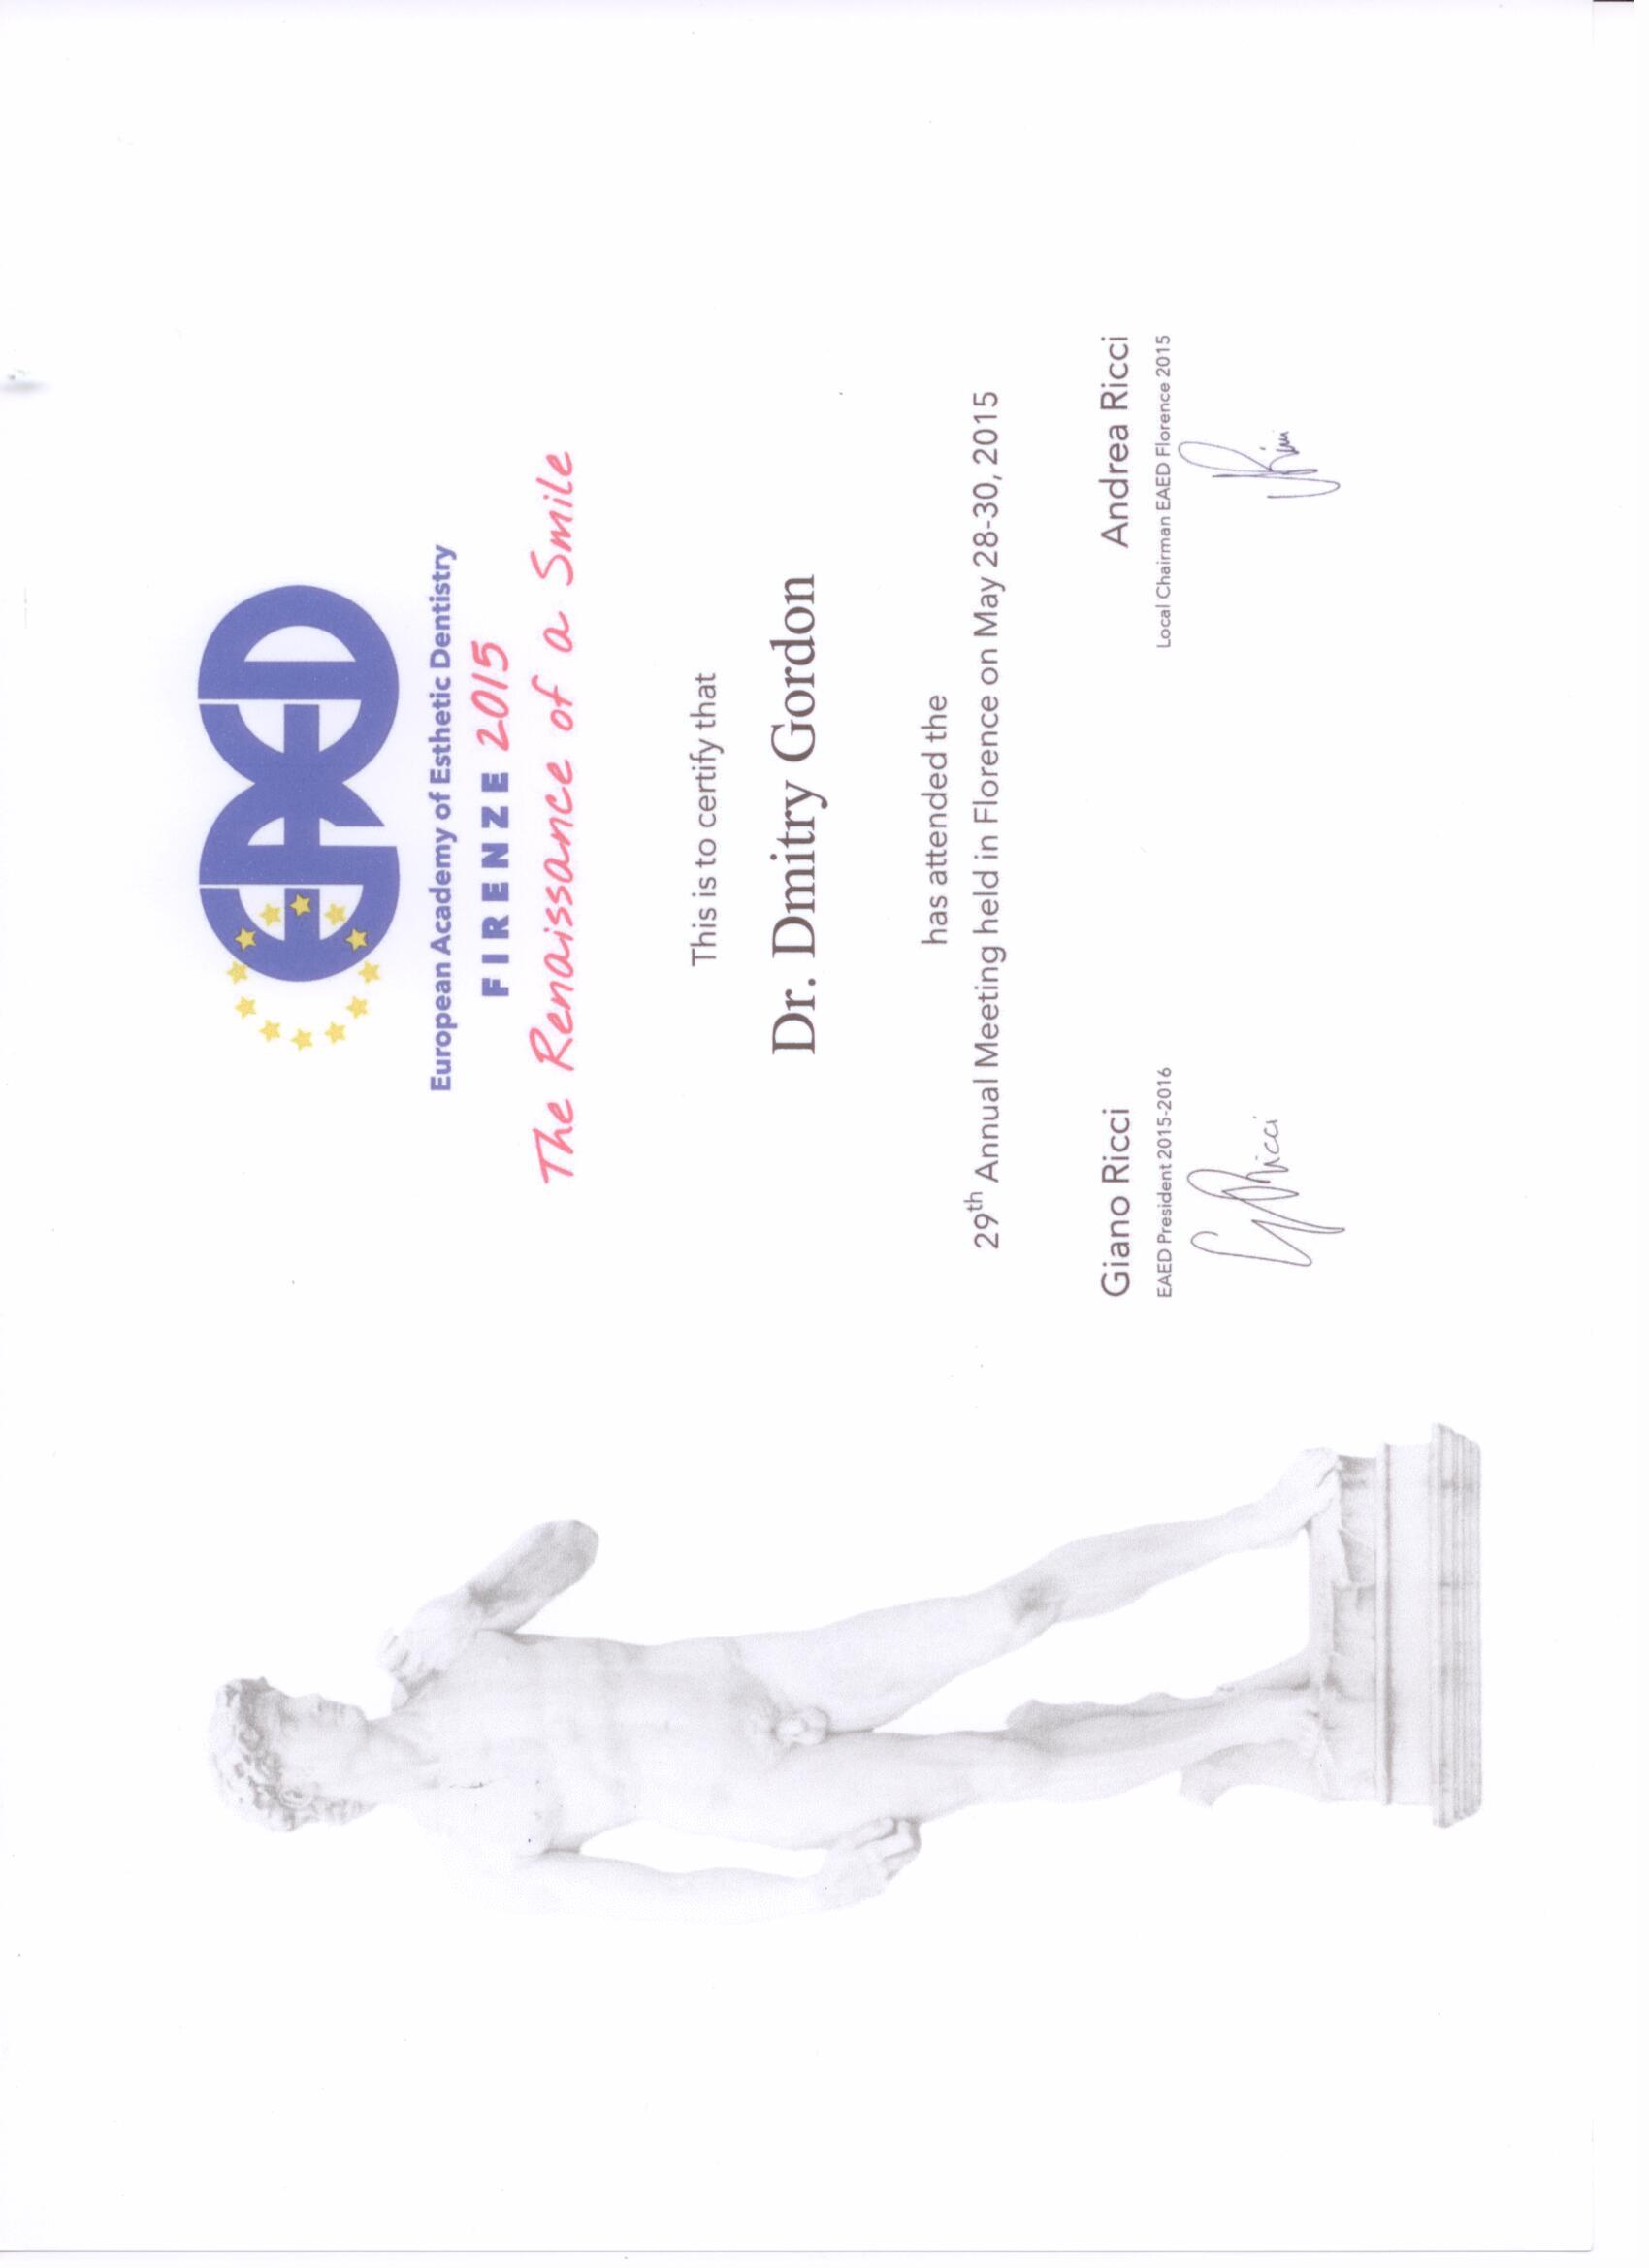 EAED
European Academy of Esthetic Dentistry
FIRENZE 2015
The Renaissance of a Smile
This is to certify that
Dr. Dmitry Gordon
has attended the
29th Annual Meeting held in Florence on May 28-30, 2015
Giano Ricci
EAED President 2015-2016
Andrea Ricci
Local Chairman EAED Florence 2015